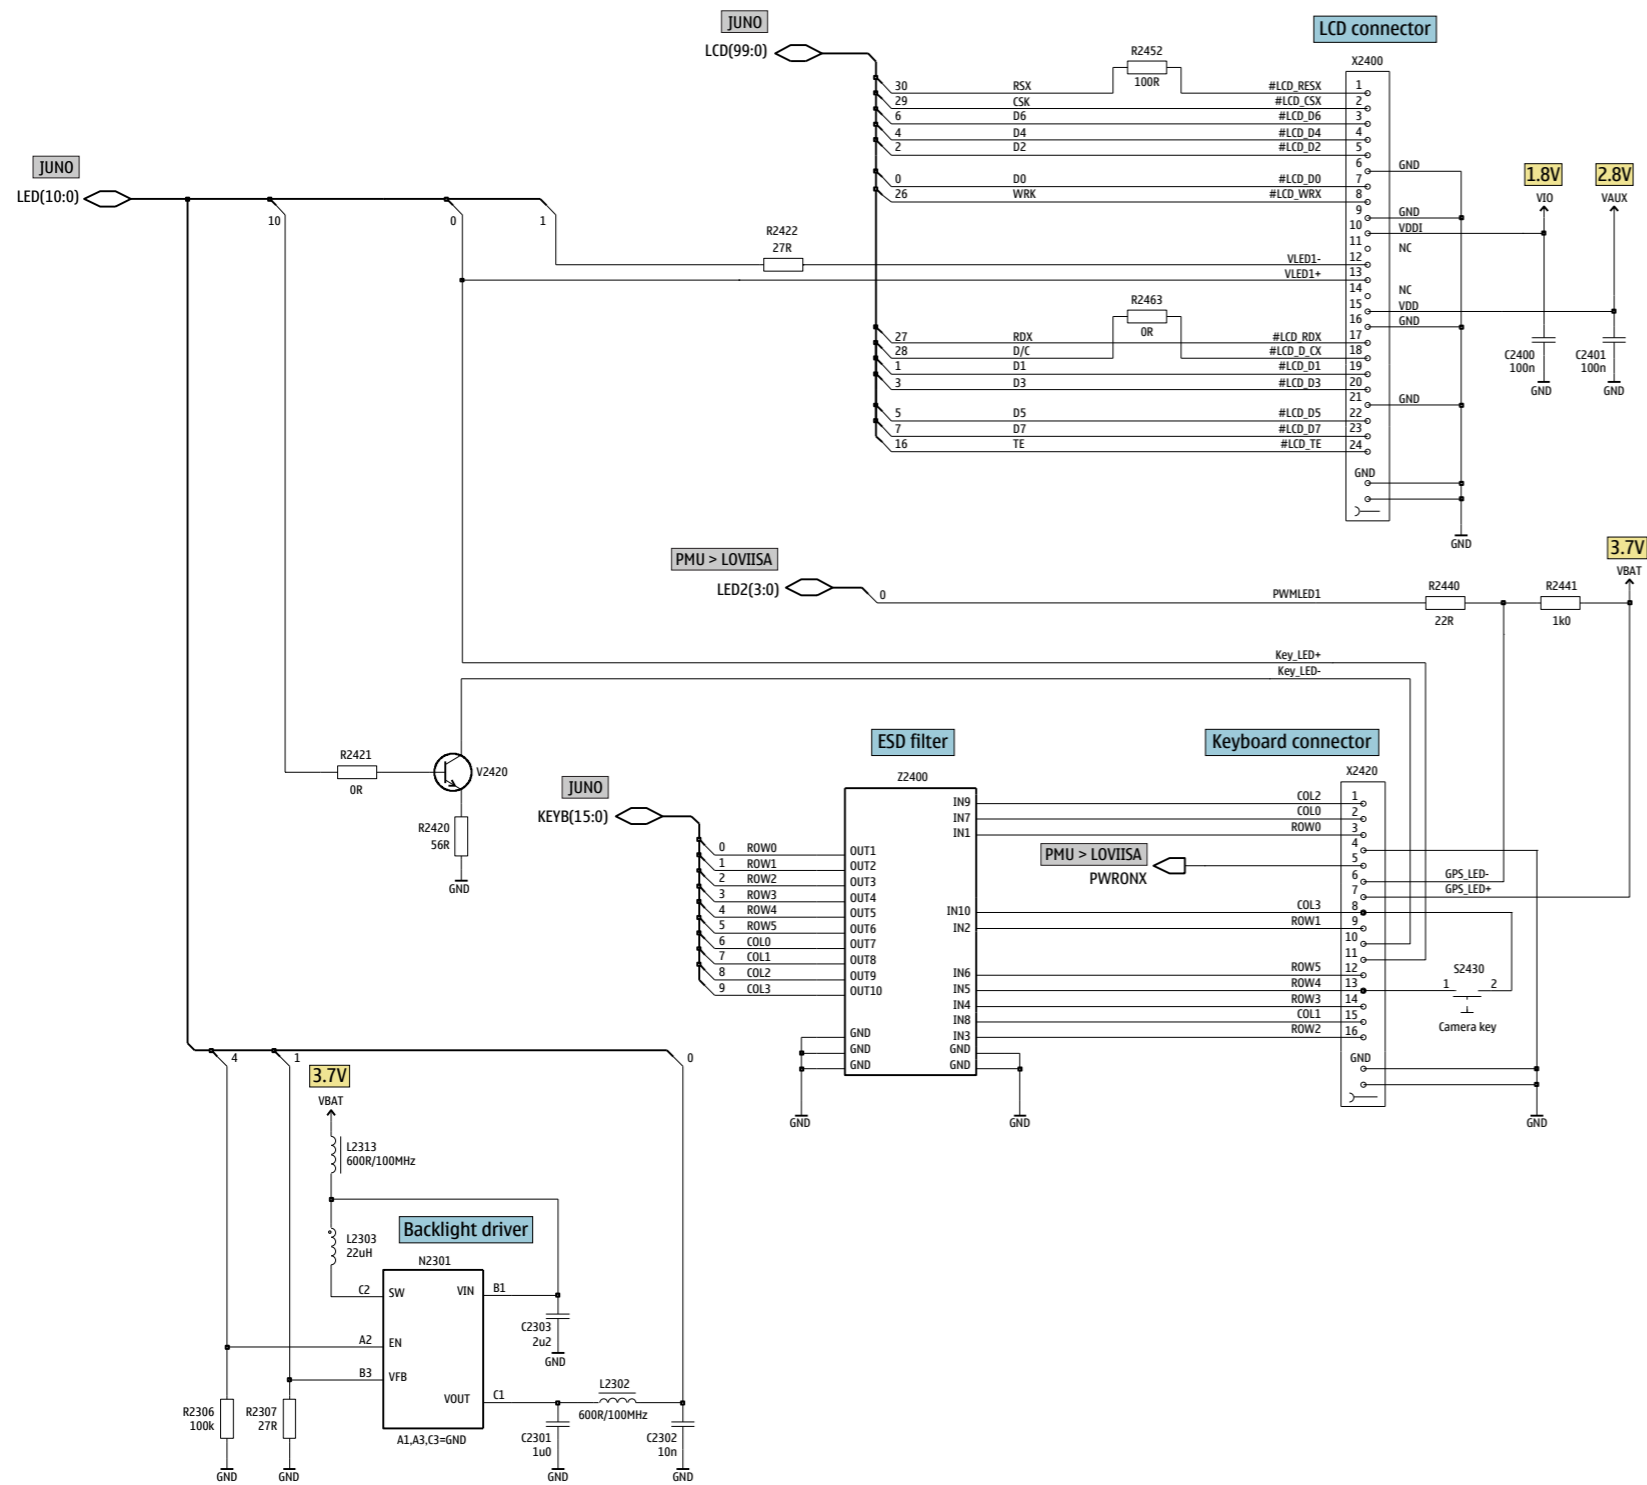 JUNO
LCD(99:0)
LCD connector
X2400
R2452
100R
30 RSX #LCD_RESX 1
29 CSK #LCD_CSX 2
6 D6 #LCD_D6 3
4 D4 #LCD_D4 4
2 D2 #LCD_D2 5
6 GND
0 D0 #LCD_D0 7
26 WRK #LCD_WRX 8
9 GND
10 VDDI
11 NC
VLED1- 12
VLED1+ 13
14 NC
15 VDD
16 GND
27 RDX #LCD_RDX 17
28 D/C #LCD_D_CX 18
1 D1 #LCD_D1 19
3 D3 #LCD_D3 20
21 GND
5 D5 #LCD_D5 22
7 D7 #LCD_D7 23
16 TE #LCD_TE 24
GND
GND
R2463
0R
1.8V
VIO
2.8V
VAUX
C2400
100n
GND
C2401
100n
GND
JUNO
LED(10:0)
10
0
1
R2422
27R
PMU > LOVIISA
LED2(3:0)
0
PWMLED1
R2440
22R
R2441
1k0
3.7V
VBAT
Key_LED+
Key_LED-
R2421
0R
V2420
R2420
56R
GND
ESD filter
Z2400
JUNO
KEYB(15:0)
0 ROW0 OUT1
1 ROW1 OUT2
2 ROW2 OUT3
3 ROW3 OUT4
4 ROW4 OUT5
5 ROW5 OUT6
6 COL0 OUT7
7 COL1 OUT8
8 COL2 OUT9
9 COL3 OUT10
GND
GND
GND
GND
Keyboard connector
X2420
IN9 COL2 1
IN7 COL0 2
IN1 ROW0 3
4
PMU > LOVIISA
PWRONX
5
6 GPS_LED-
7 GPS_LED+
IN10 COL3 8
IN2 ROW1 9
10
11
IN6 ROW5 12
IN5 ROW4 13
IN4 ROW3 14
IN8 COL1 15
IN3 ROW2 16
GND
GND
GND
GND
GND
S2430
1 2
Camera key
4
1
0
3.7V
VBAT
L2313
600R/100MHz
L2303
22uH
Backlight driver
N2301
C2 SW
VIN B1
A2 EN
B3 VFB
VOUT C1
A1,A3,C3=GND
C2303
2u2
GND
L2302
600R/100MHz
R2306
100k
GND
R2307
27R
GND
C2301
1u0
GND
C2302
10n
GND